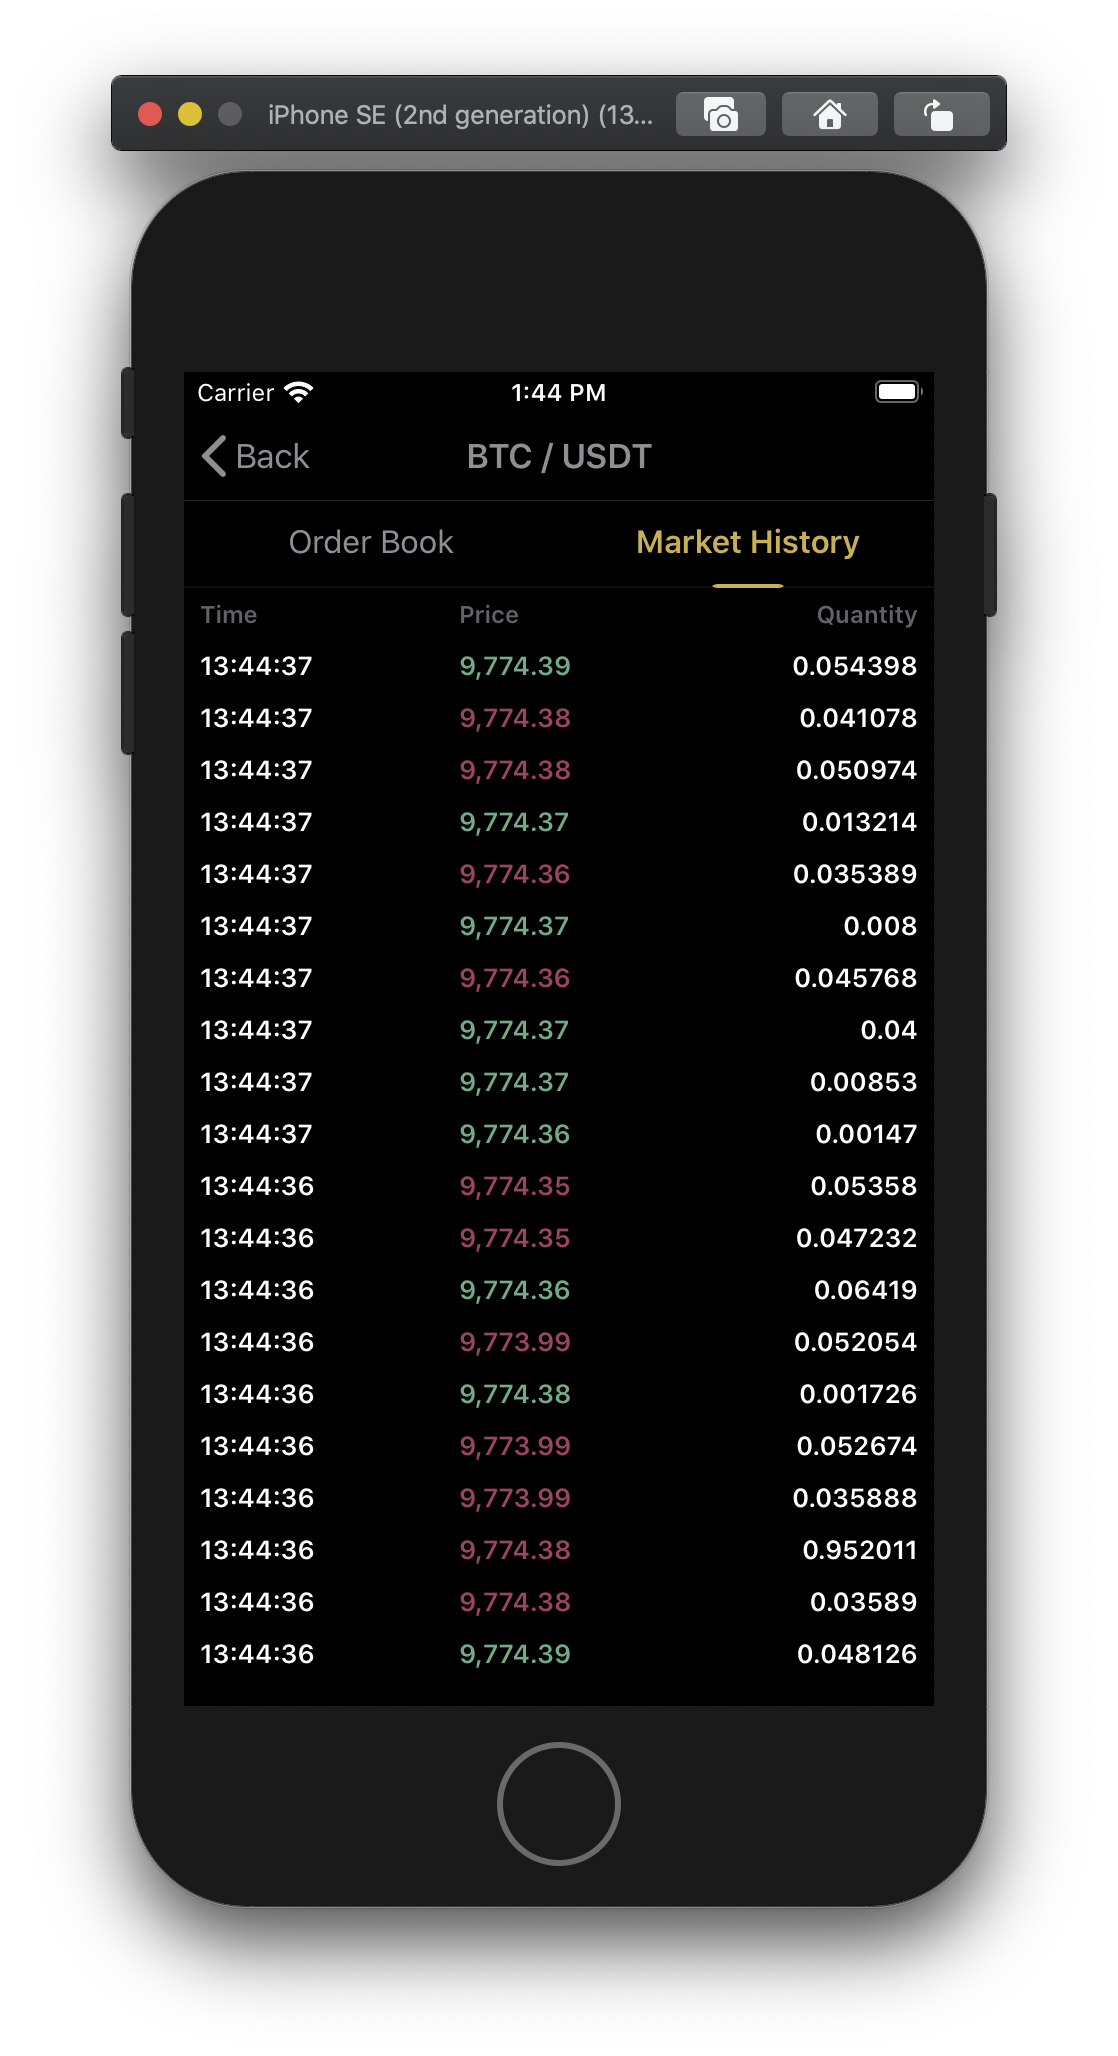 iPhone SE (2nd generation) (13...
Carrier 1:44 PM
Back BTC / USDT
Order Book Market History
Time Price Quantity
13:44:37 9,774.39 0.054398
13:44:37 9,774.38 0.041078
13:44:37 9,774.38 0.050974
13:44:37 9,774.37 0.013214
13:44:37 9,774.36 0.035389
13:44:37 9,774.37 0.008
13:44:37 9,774.36 0.045768
13:44:37 9,774.37 0.04
13:44:37 9,774.37 0.00853
13:44:37 9,774.36 0.00147
13:44:36 9,774.35 0.05358
13:44:36 9,774.35 0.047232
13:44:36 9,774.36 0.06419
13:44:36 9,773.99 0.052054
13:44:36 9,774.38 0.001726
13:44:36 9,773.99 0.052674
13:44:36 9,773.99 0.035888
13:44:36 9,774.38 0.952011
13:44:36 9,774.38 0.03589
13:44:36 9,774.39 0.048126